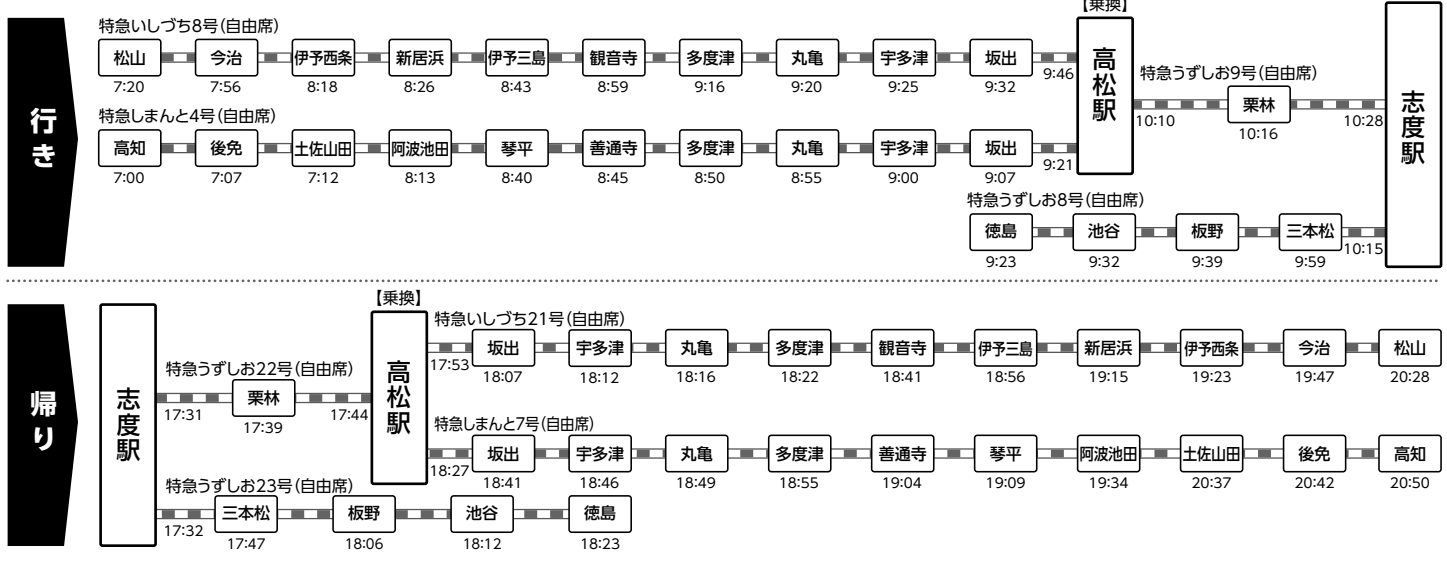 行き
特急いしづち8号(自由席)
松山 今治 伊予西条 新居浜 伊予三島 観音寺 多度津 丸亀 宇多津 坂出
7:20 7:56 8:18 8:26 8:43 8:59 9:16 9:20 9:25 9:32 9:46
特急しまんと4号(自由席)
高知 後免 土佐山田 阿波池田 琴平 善通寺 多度津 丸亀 宇多津 坂出
7:00 7:07 7:12 8:13 8:40 8:45 8:50 8:55 9:00 9:07 9:21
【乗換】
高松駅
特急うずしお9号(自由席)
栗林
10:10 10:16 10:28
特急うずしお8号(自由席)
徳島 池谷 板野 三本松
9:23 9:32 9:39 9:59 10:15
志度駅
帰り
志度駅
特急うずしお22号(自由席)
栗林
17:31 17:39 17:44
【乗換】
高松駅
特急いしづち21号(自由席)
坂出 宇多津 丸亀 多度津 観音寺 伊予三島 新居浜 伊予西条 今治 松山
17:53 18:07 18:12 18:16 18:22 18:41 18:56 19:15 19:23 19:47 20:28
特急しまんと7号(自由席)
坂出 宇多津 丸亀 多度津 善通寺 琴平 阿波池田 土佐山田 後免 高知
18:27 18:41 18:46 18:49 18:55 19:04 19:09 19:34 20:37 20:42 20:50
特急うずしお23号(自由席)
三本松 板野 池谷 徳島
17:32 17:47 18:06 18:12 18:23